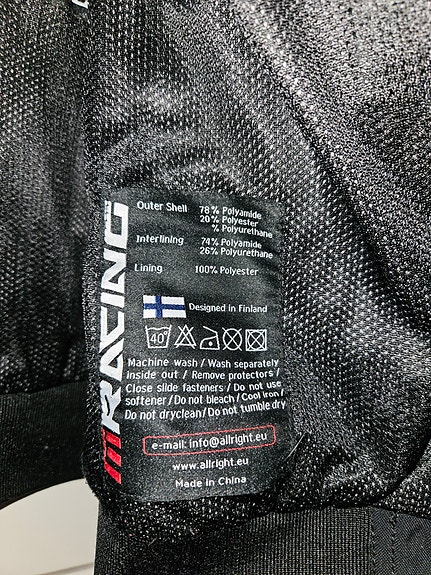 mRACING
Outer Shell 78% Polyamide
20% Polyester
% Polyurethane
Interlining 74% Polyamide
26% Polyurethane
Lining 100% Polyester
Designed in Finland
40°
Machine wash / Wash separately
inside out / Remove protectors /
Close slide fasteners / Do not use
softener / Do not bleach / Cool iron /
Do not dryclean / Do not tumble dry
e-mail: info@allright.eu
www.allright.eu
Made in China